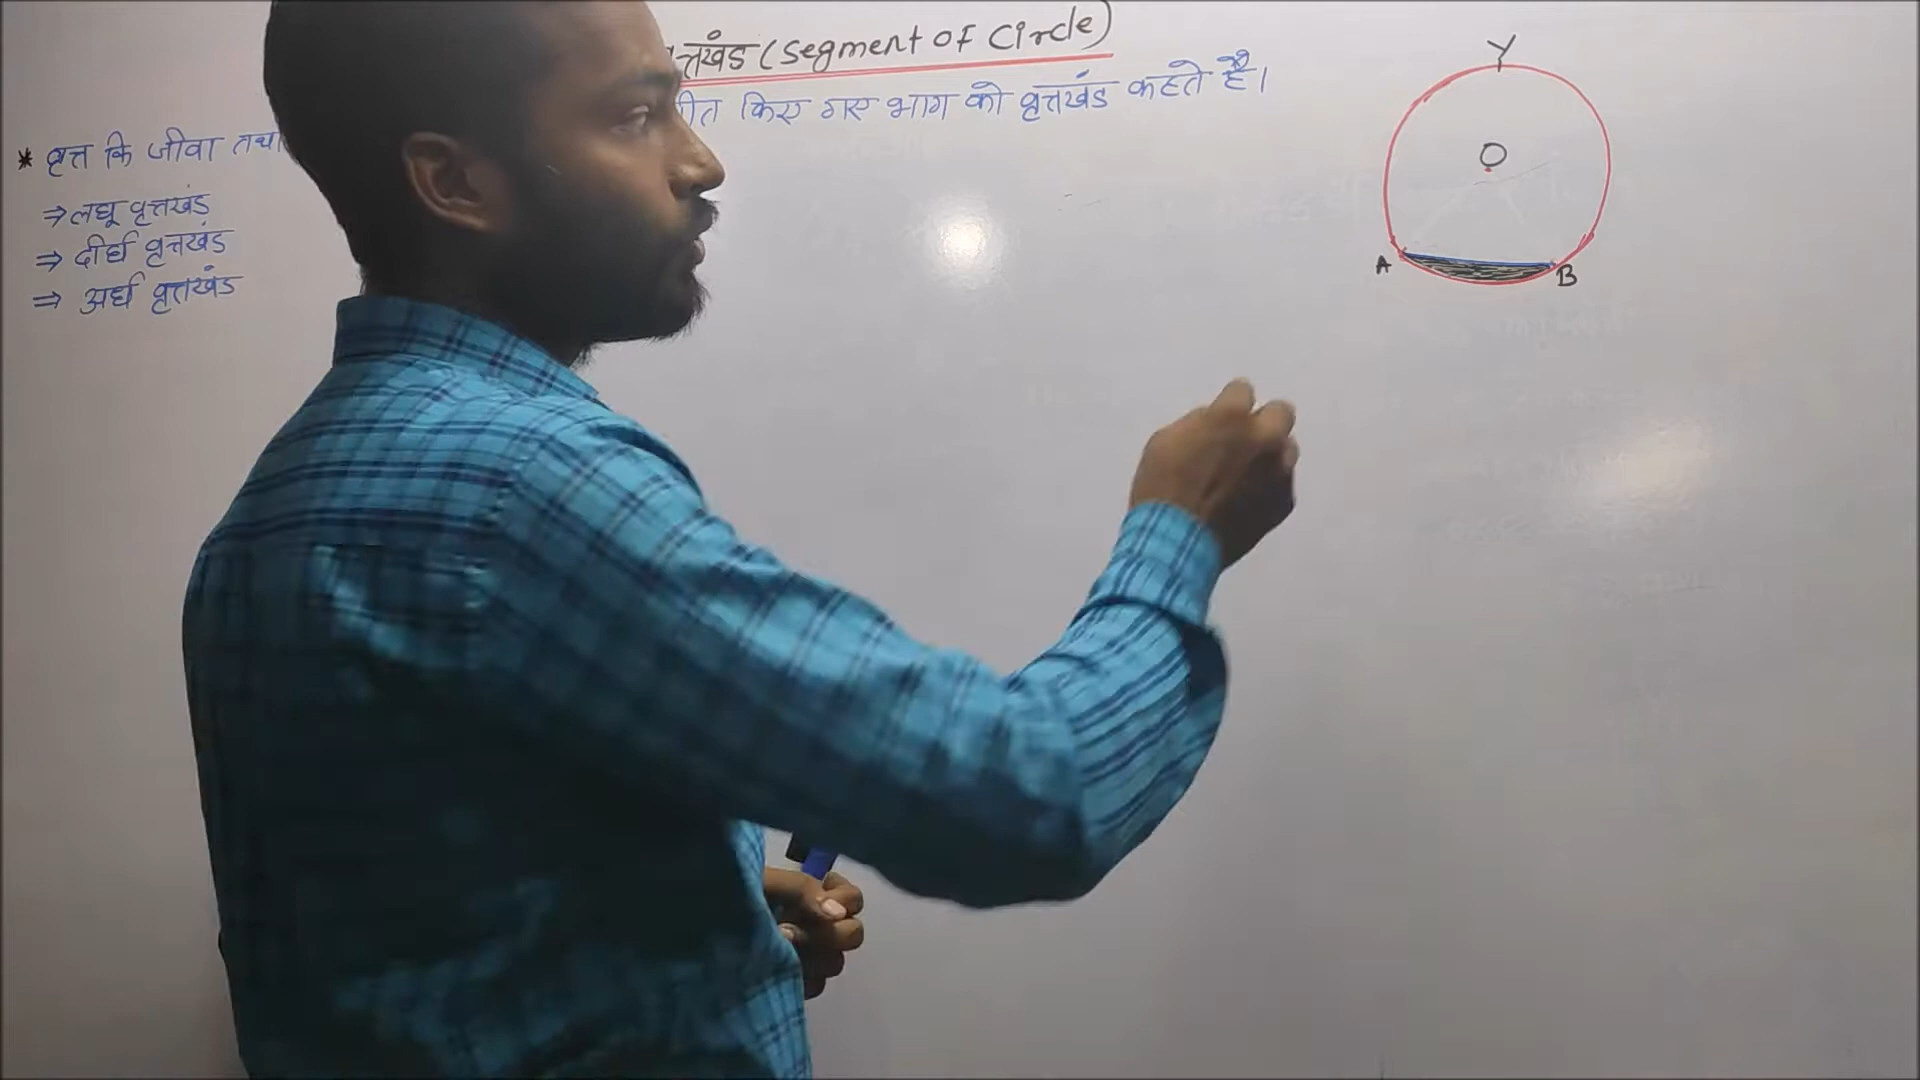 (Segment OF Circle)
किए गए भाग को वृत्तखंड कहते है।
* वृत्त कि जीवा तथा
⇒ लघू वृत्तखंड
⇒ दीर्घ वृत्तखंड
⇒ अर्ध वृत्तखंड
Y
O
A
B